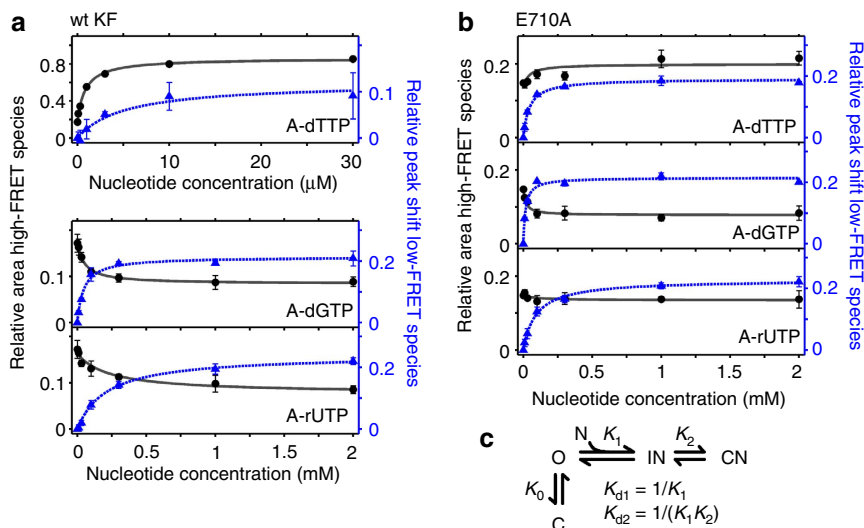 a
wt KF
Relative area high-FRET species
0.8
0.4
0
0.1
0
A-dTTP
0
10
20
30
Nucleotide concentration (μM)
0.1
0
0.2
0
A-dGTP
0.1
0
0.2
0
A-rUTP
0
0.5
1.0
1.5
2
Nucleotide concentration (mM)
Relative peak shift low-FRET species
b
E710A
Relative area high-FRET species
0.2
0
0.2
0
A-dTTP
0.2
0
0.2
0
A-dGTP
0.2
0
0.2
0
A-rUTP
0
0.5
1.0
1.5
2
Nucleotide concentration (mM)
Relative peak shift low-FRET species
c
N K1 K2
O IN CN
K0 Kd1 = 1/K1
Kd2 = 1/(K1K2)
C